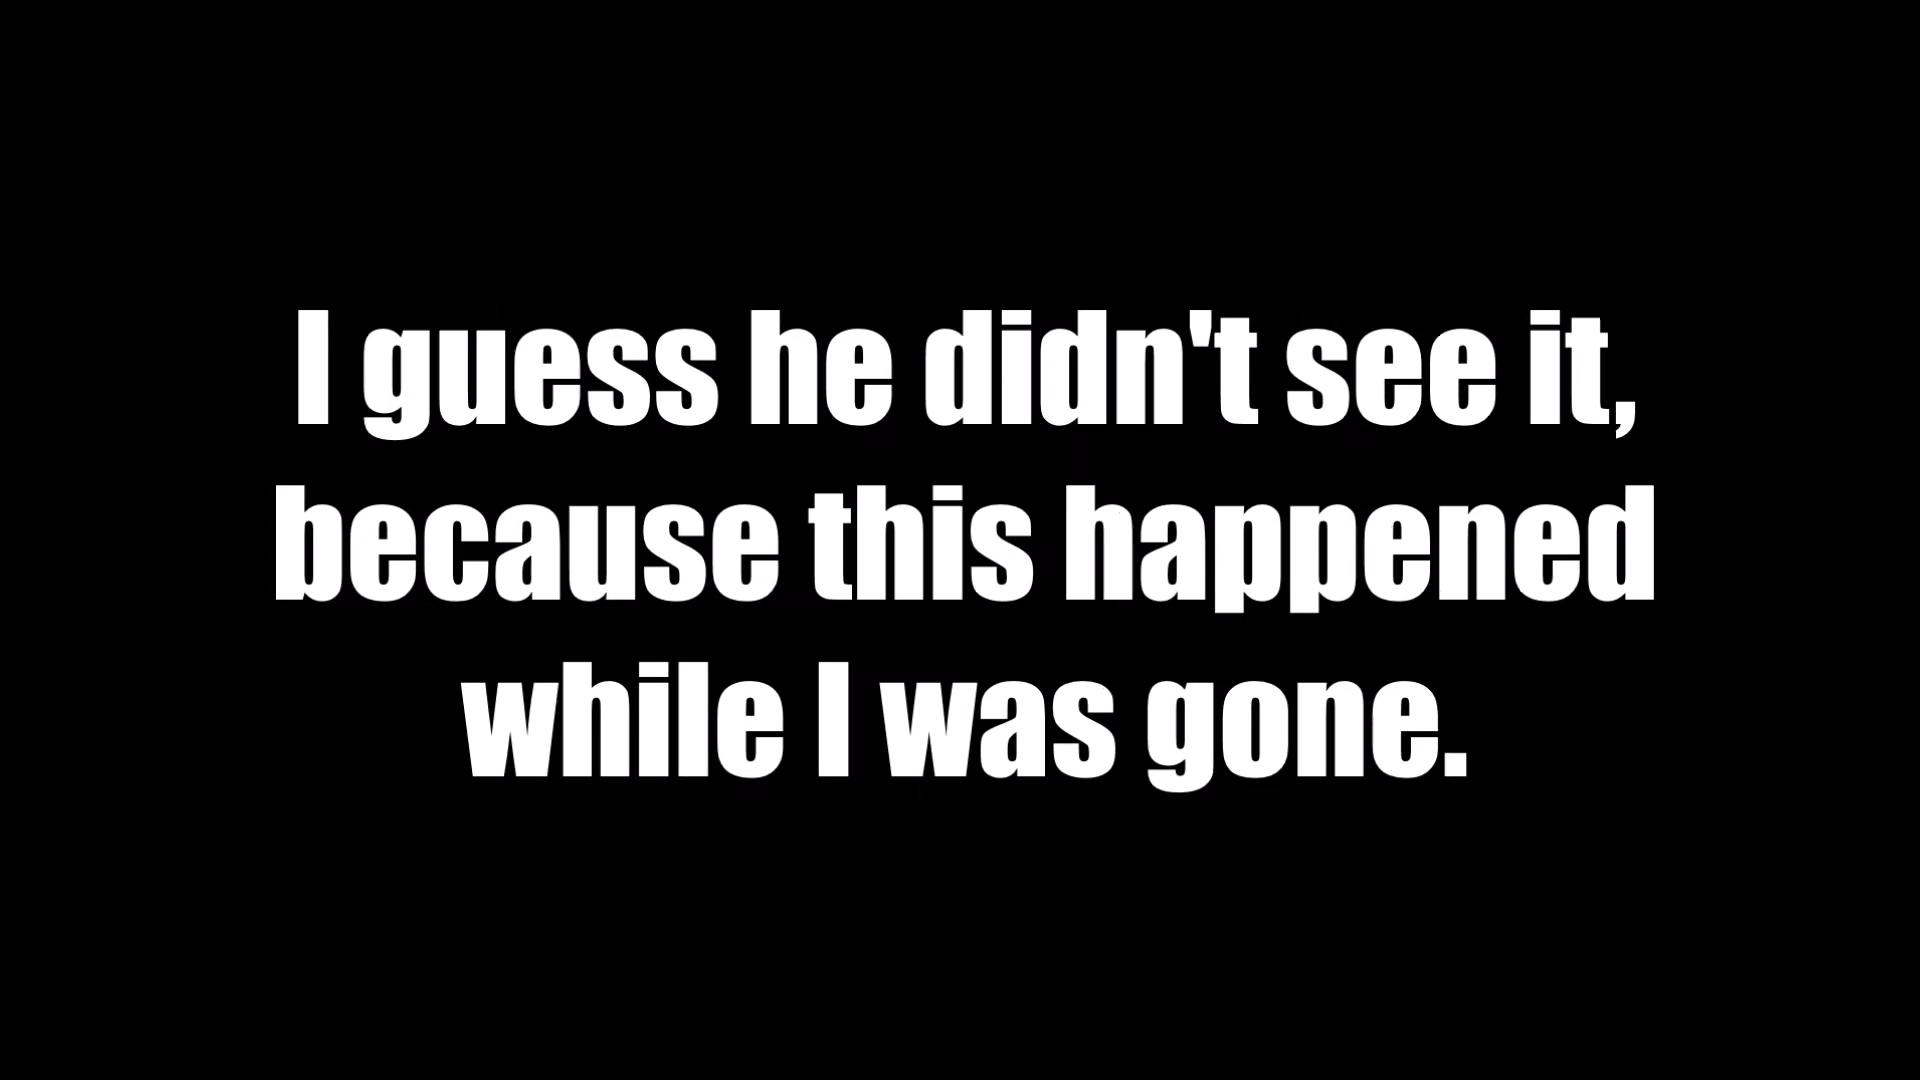 I guess he didn't see it,
because this happened
while I was gone.